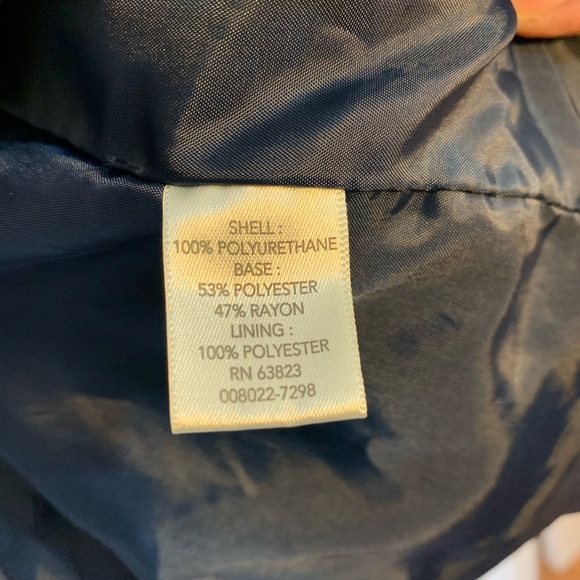 SHELL :
100% POLYURETHANE
BASE :
53% POLYESTER
47% RAYON
LINING :
100% POLYESTER
RN 63823
008022-7298